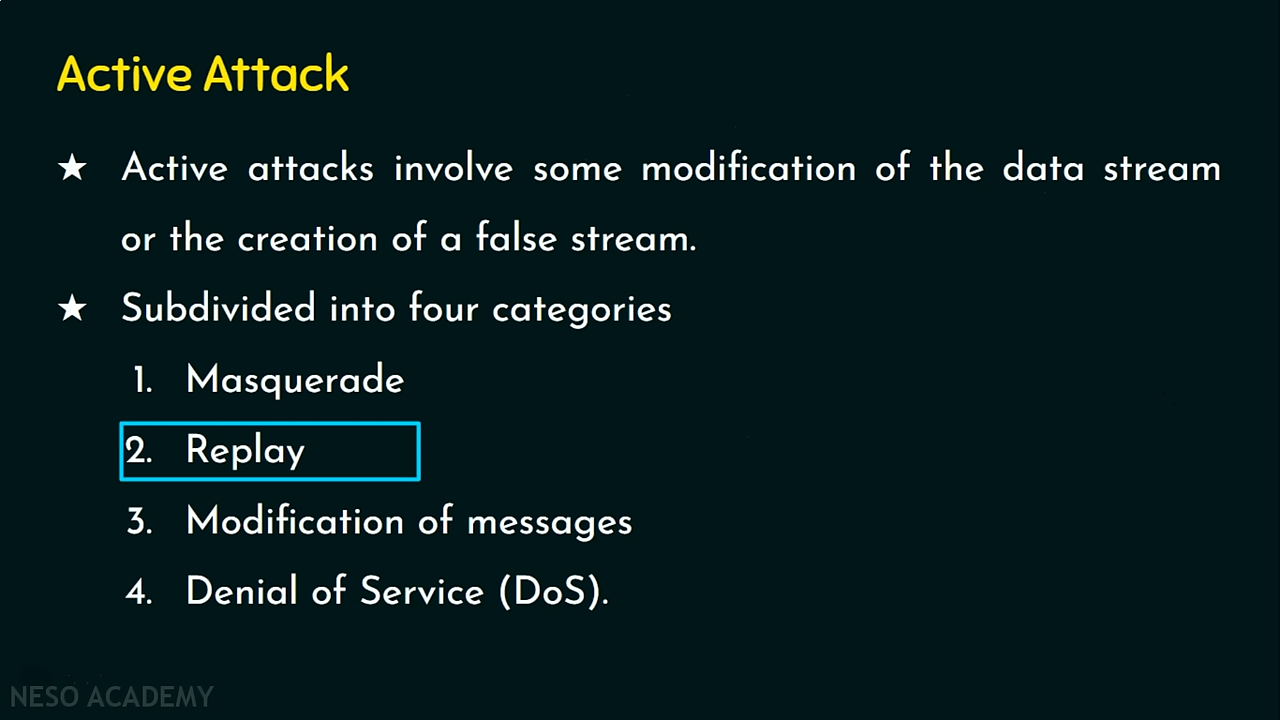 Active Attack
★ Active attacks involve some modification of the data stream
or the creation of a false stream.
★ Subdivided into four categories
1. Masquerade
2. Replay
3. Modification of messages
4. Denial of Service (DoS).
NESO ACADEMY